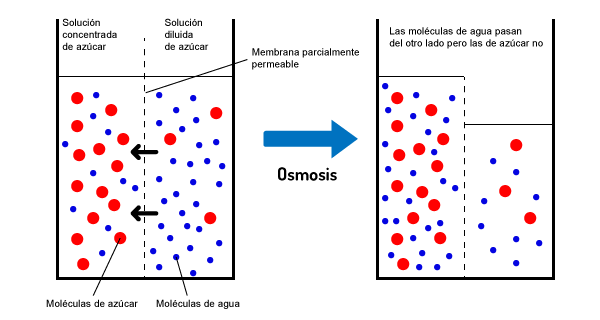 Solución
concentrada
de azúcar
Solución
diluida
de azúcar
Membrana parcialmente
permeable
Moléculas de azúcar
Moléculas de agua
Osmosis
Las moléculas de agua pasan
del otro lado pero las de azúcar no